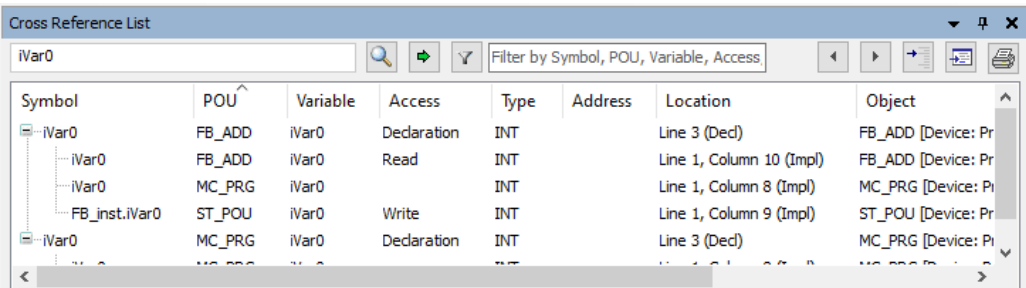 Cross Reference List
iVar0 Filter by Symbol, POU, Variable, Access,
Symbol POU Variable Access Type Address Location Object
iVar0 FB_ADD iVar0 Declaration INT Line 3 (Decl) FB_ADD [Device: Pr
iVar0 FB_ADD iVar0 Read INT Line 1, Column 10 (Impl) FB_ADD [Device: Pr
iVar0 MC_PRG iVar0 INT Line 1, Column 8 (Impl) MC_PRG [Device: Pr
FB_inst.iVar0 ST_POU iVar0 Write INT Line 1, Column 9 (Impl) ST_POU [Device: Pr
iVar0 MC_PRG iVar0 Declaration INT Line 3 (Decl) MC_PRG [Device: Pr